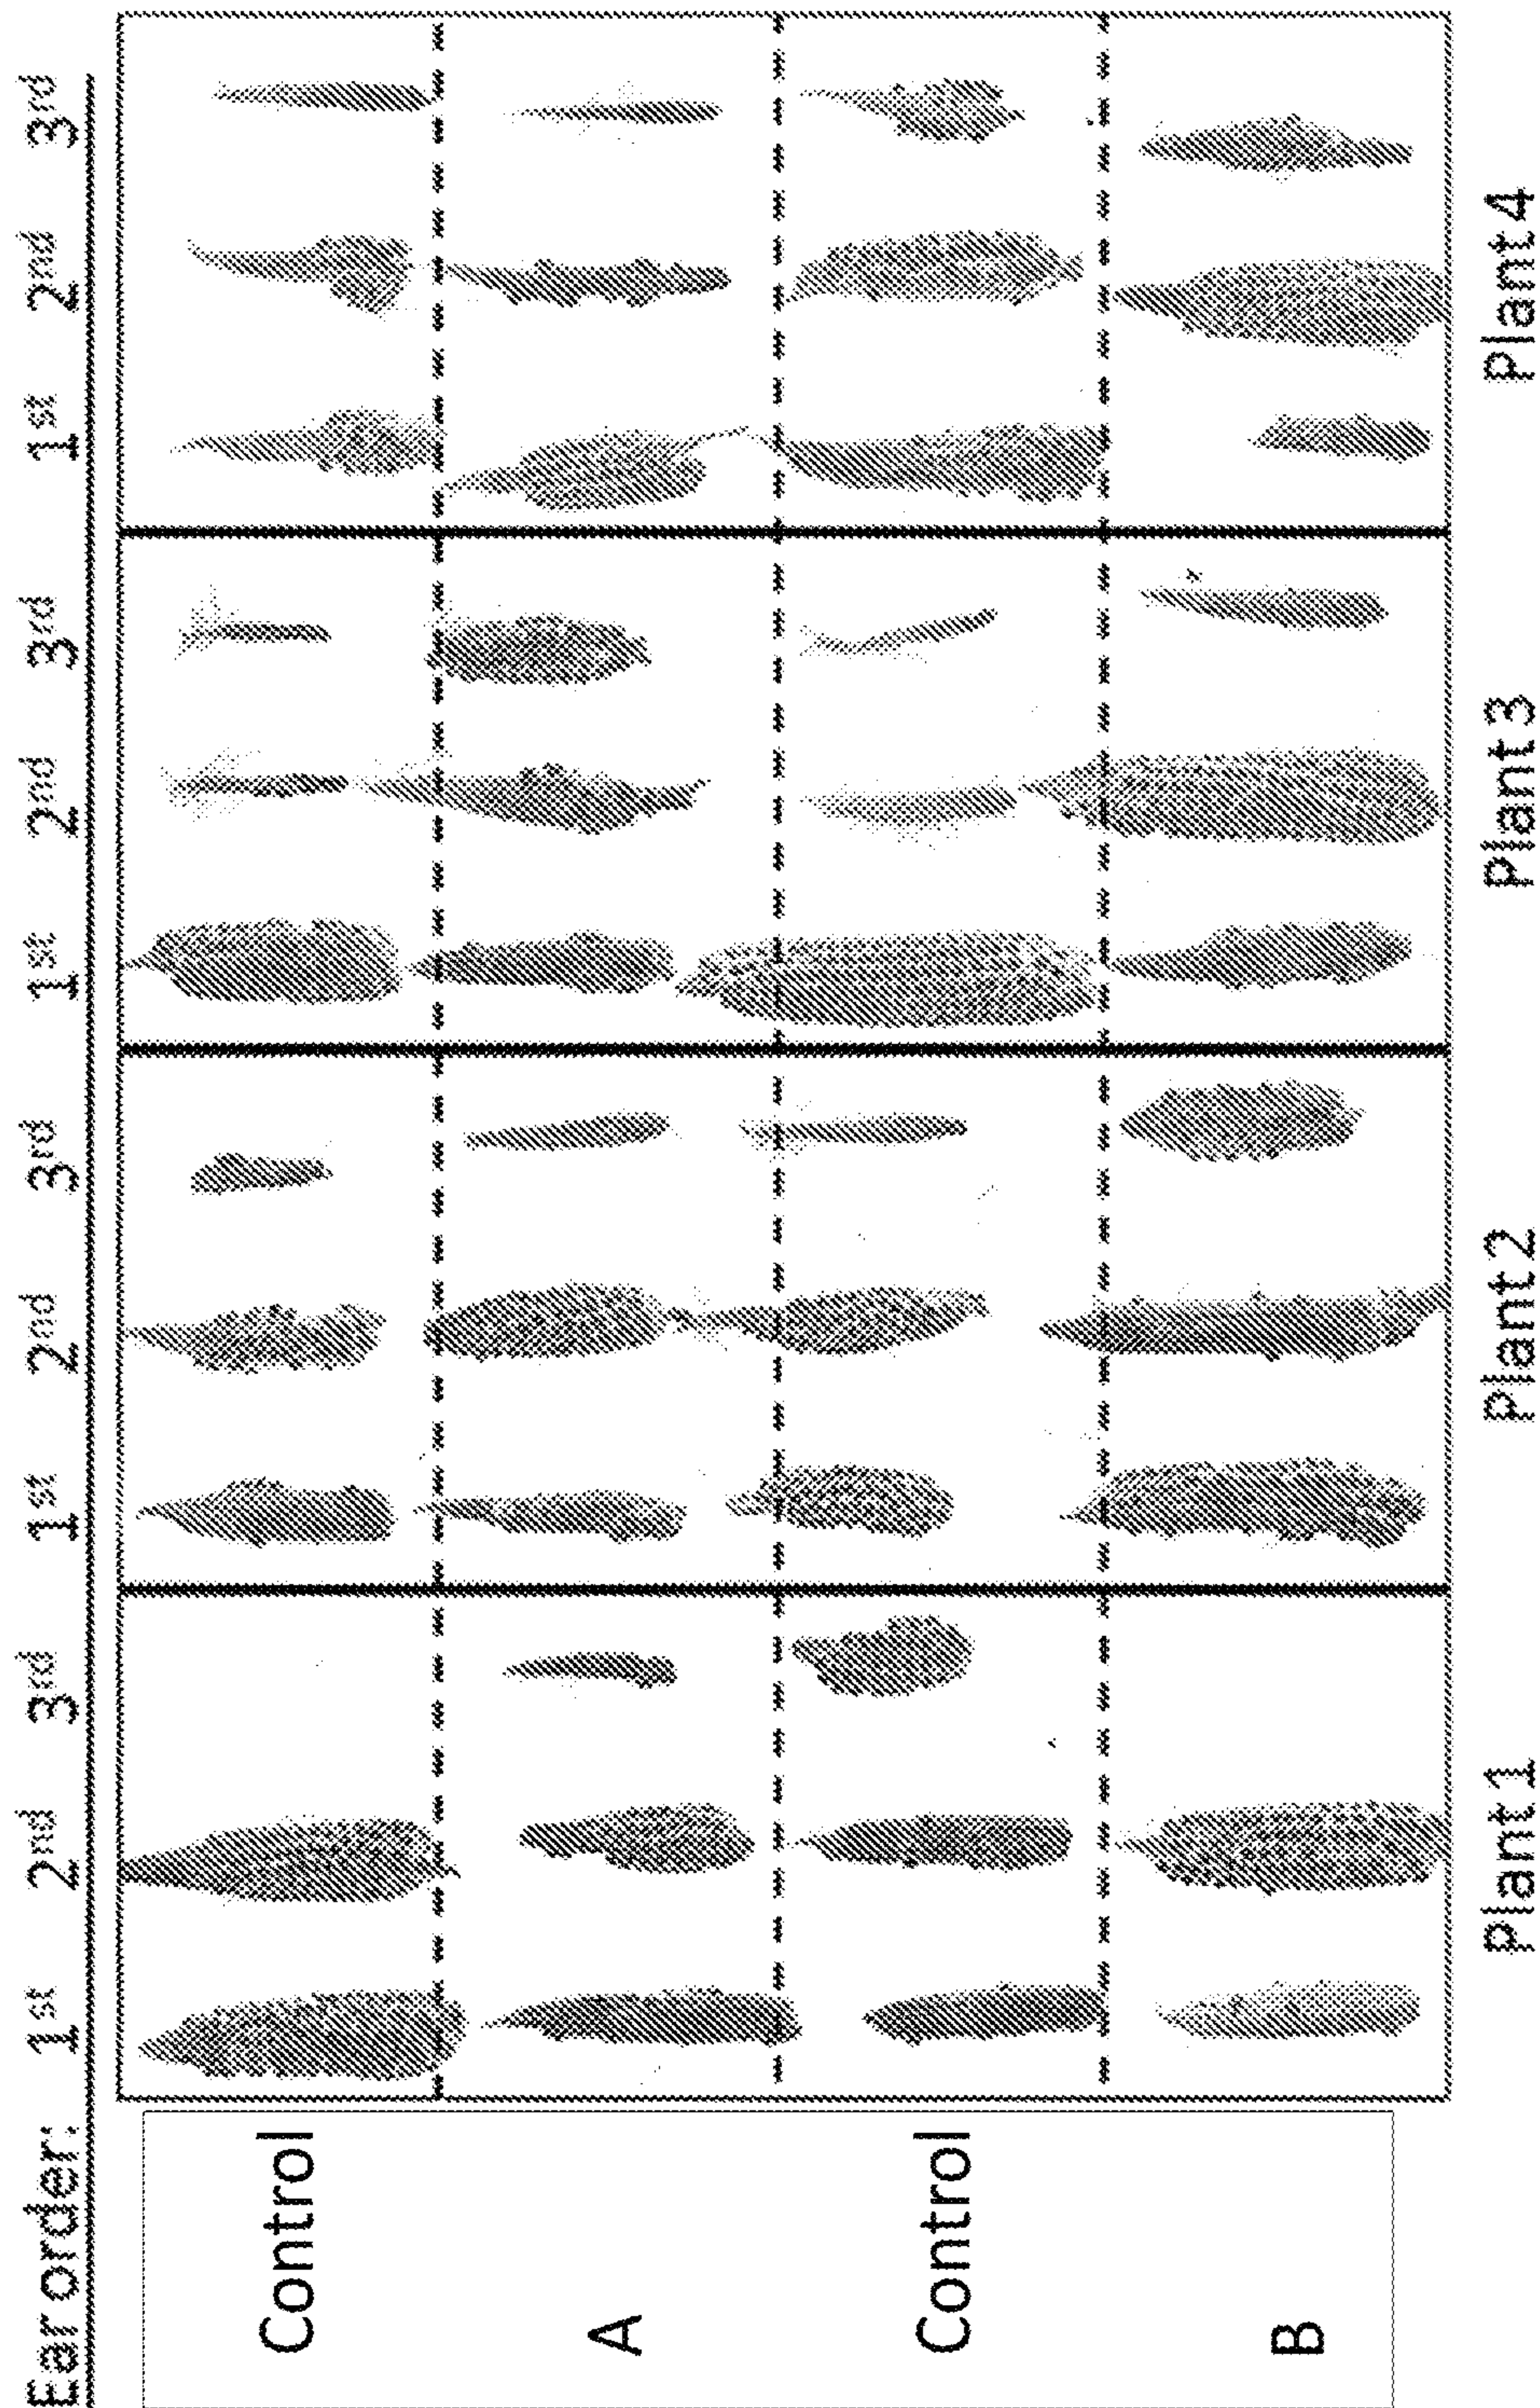 Ear order: 1st 2nd 3rd 1st 2nd 3rd 1st 2nd 3rd 1st 2nd 3rd
Control
A
Control
B
Plant 1 Plant 2 Plant 3 Plant 4